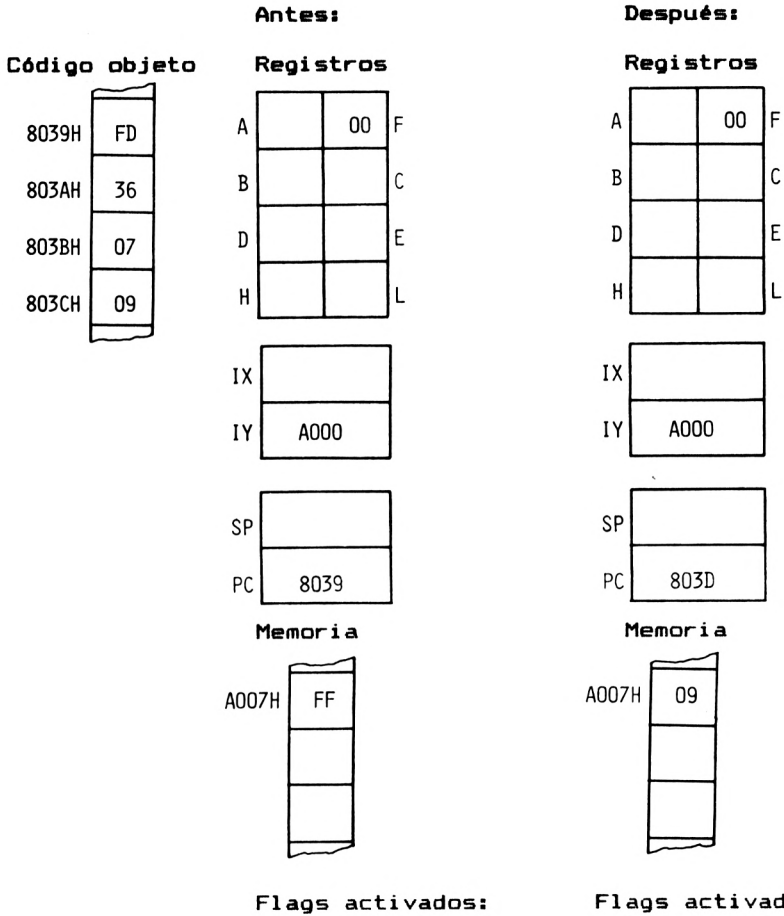 Antes:
Después:
Código objeto
Registros
Registros
8039H FD
803AH 36
803BH 07
803CH 09
A 00 F
B C
D E
H L
IX
IY A000
SP
PC 8039
A 00 F
B C
D E
H L
IX
IY A000
SP
PC 803D
Memoria
Memoria
A007H FF
A007H 09
Flags activados:
Flags activad